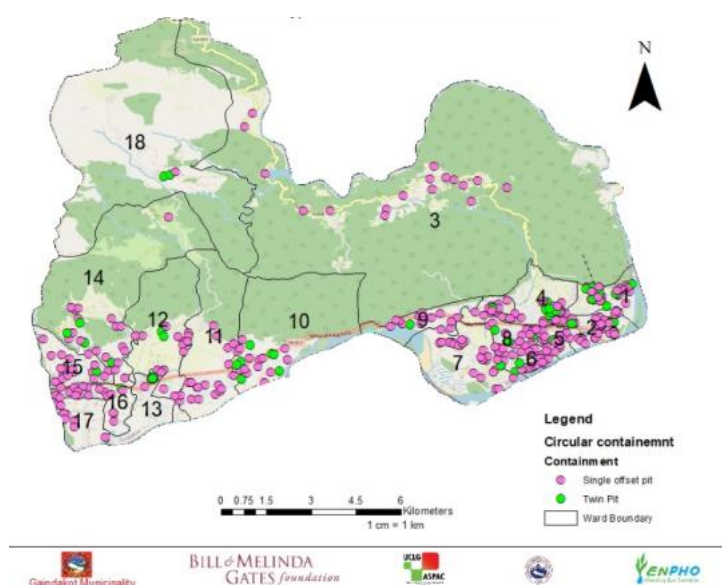 N
18
3
14
4
1
12
11
10
9
2
8
5
7
6
15
16
13
17
Legend
Circular containemnt
Containment
Single offset pit
Twin Pit
Ward Boundary
0 0.75 1.5 3 4.5 6
Kilometers
1 cm = 1 km
Gaindakot Municipality
BILL & MELINDA
GATES foundation
UCLG
ASPAC
ENPHO